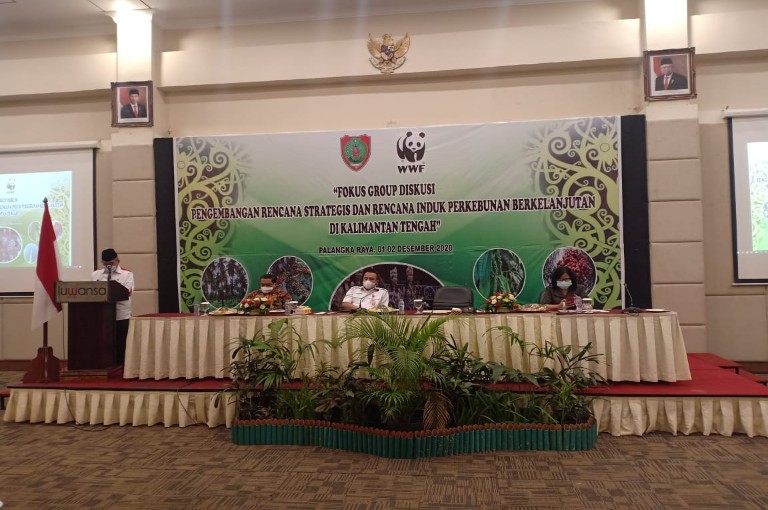 WWF
"FOKUS GROUP DISKUSI
PENGEMBANGAN RENCANA STRATEGIS DAN RENCANA INDUK PERKEBUNAN BERKELANJUTAN
DI KALIMANTAN TENGAH"
PALANGKA RAYA, 01-02 DESEMBER 2020
luwansa